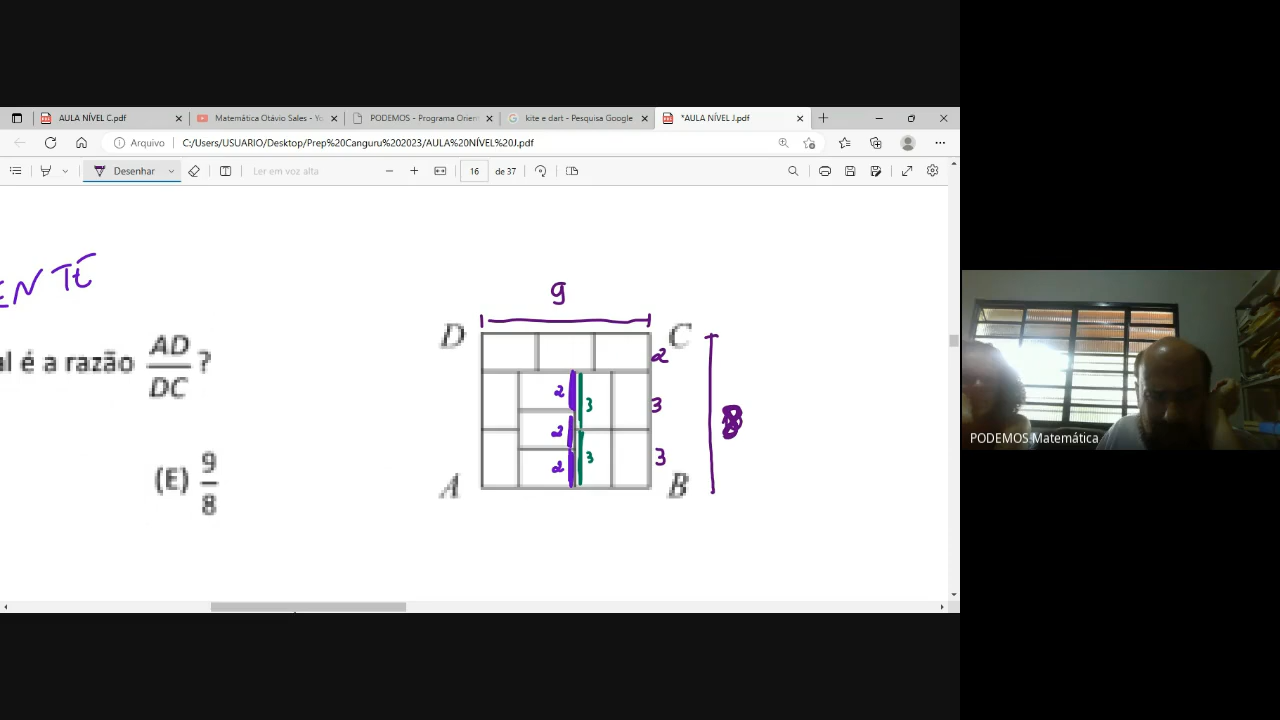 AULA NÍVEL C.pdf
Matemática Otávio Sales - Yo
PODEMOS - Programa Orien
kite e dart - Pesquisa Google
*AULA NÍVEL J.pdf
Arquivo
C:/Users/USUARIO/Desktop/Prep%20Canguru%202023/AULA%20NÍVEL%20J.pdf
Desenhar
Ler em voz alta
16
de 37
ENTE
9
D
C
al é a razão AD/DC ?
2
2
3
3
2
2
3
3
8
PODEMOS Matemática
(E) 9/8
A
B